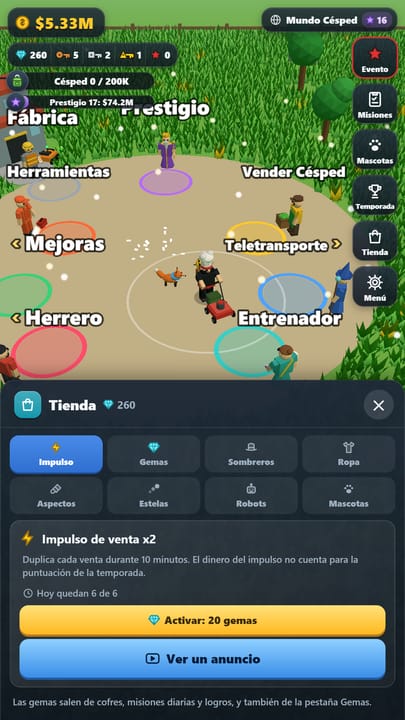 $5.33M
Mundo Césped 16
260 5 2 1 0
Césped 0 / 200K
Prestigio 17: $74.2M
Evento
Misiones
Mascotas
Temporada
Tienda
Menú
Prestigio
Fábrica
Herramientas
Vender Césped
< Mejoras
Teletransporte >
< Herrero
Entrenador
Tienda 260
Impulso
Gemas
Sombreros
Ropa
Aspectos
Estelas
Robots
Mascotas
Impulso de venta x2
Duplica cada venta durante 10 minutos. El dinero del impulso no cuenta para la
puntuación de la temporada.
Hoy quedan 6 de 6
Activar: 20 gemas
Ver un anuncio
Las gemas salen de cofres, misiones diarias y logros, y también de la pestaña Gemas.